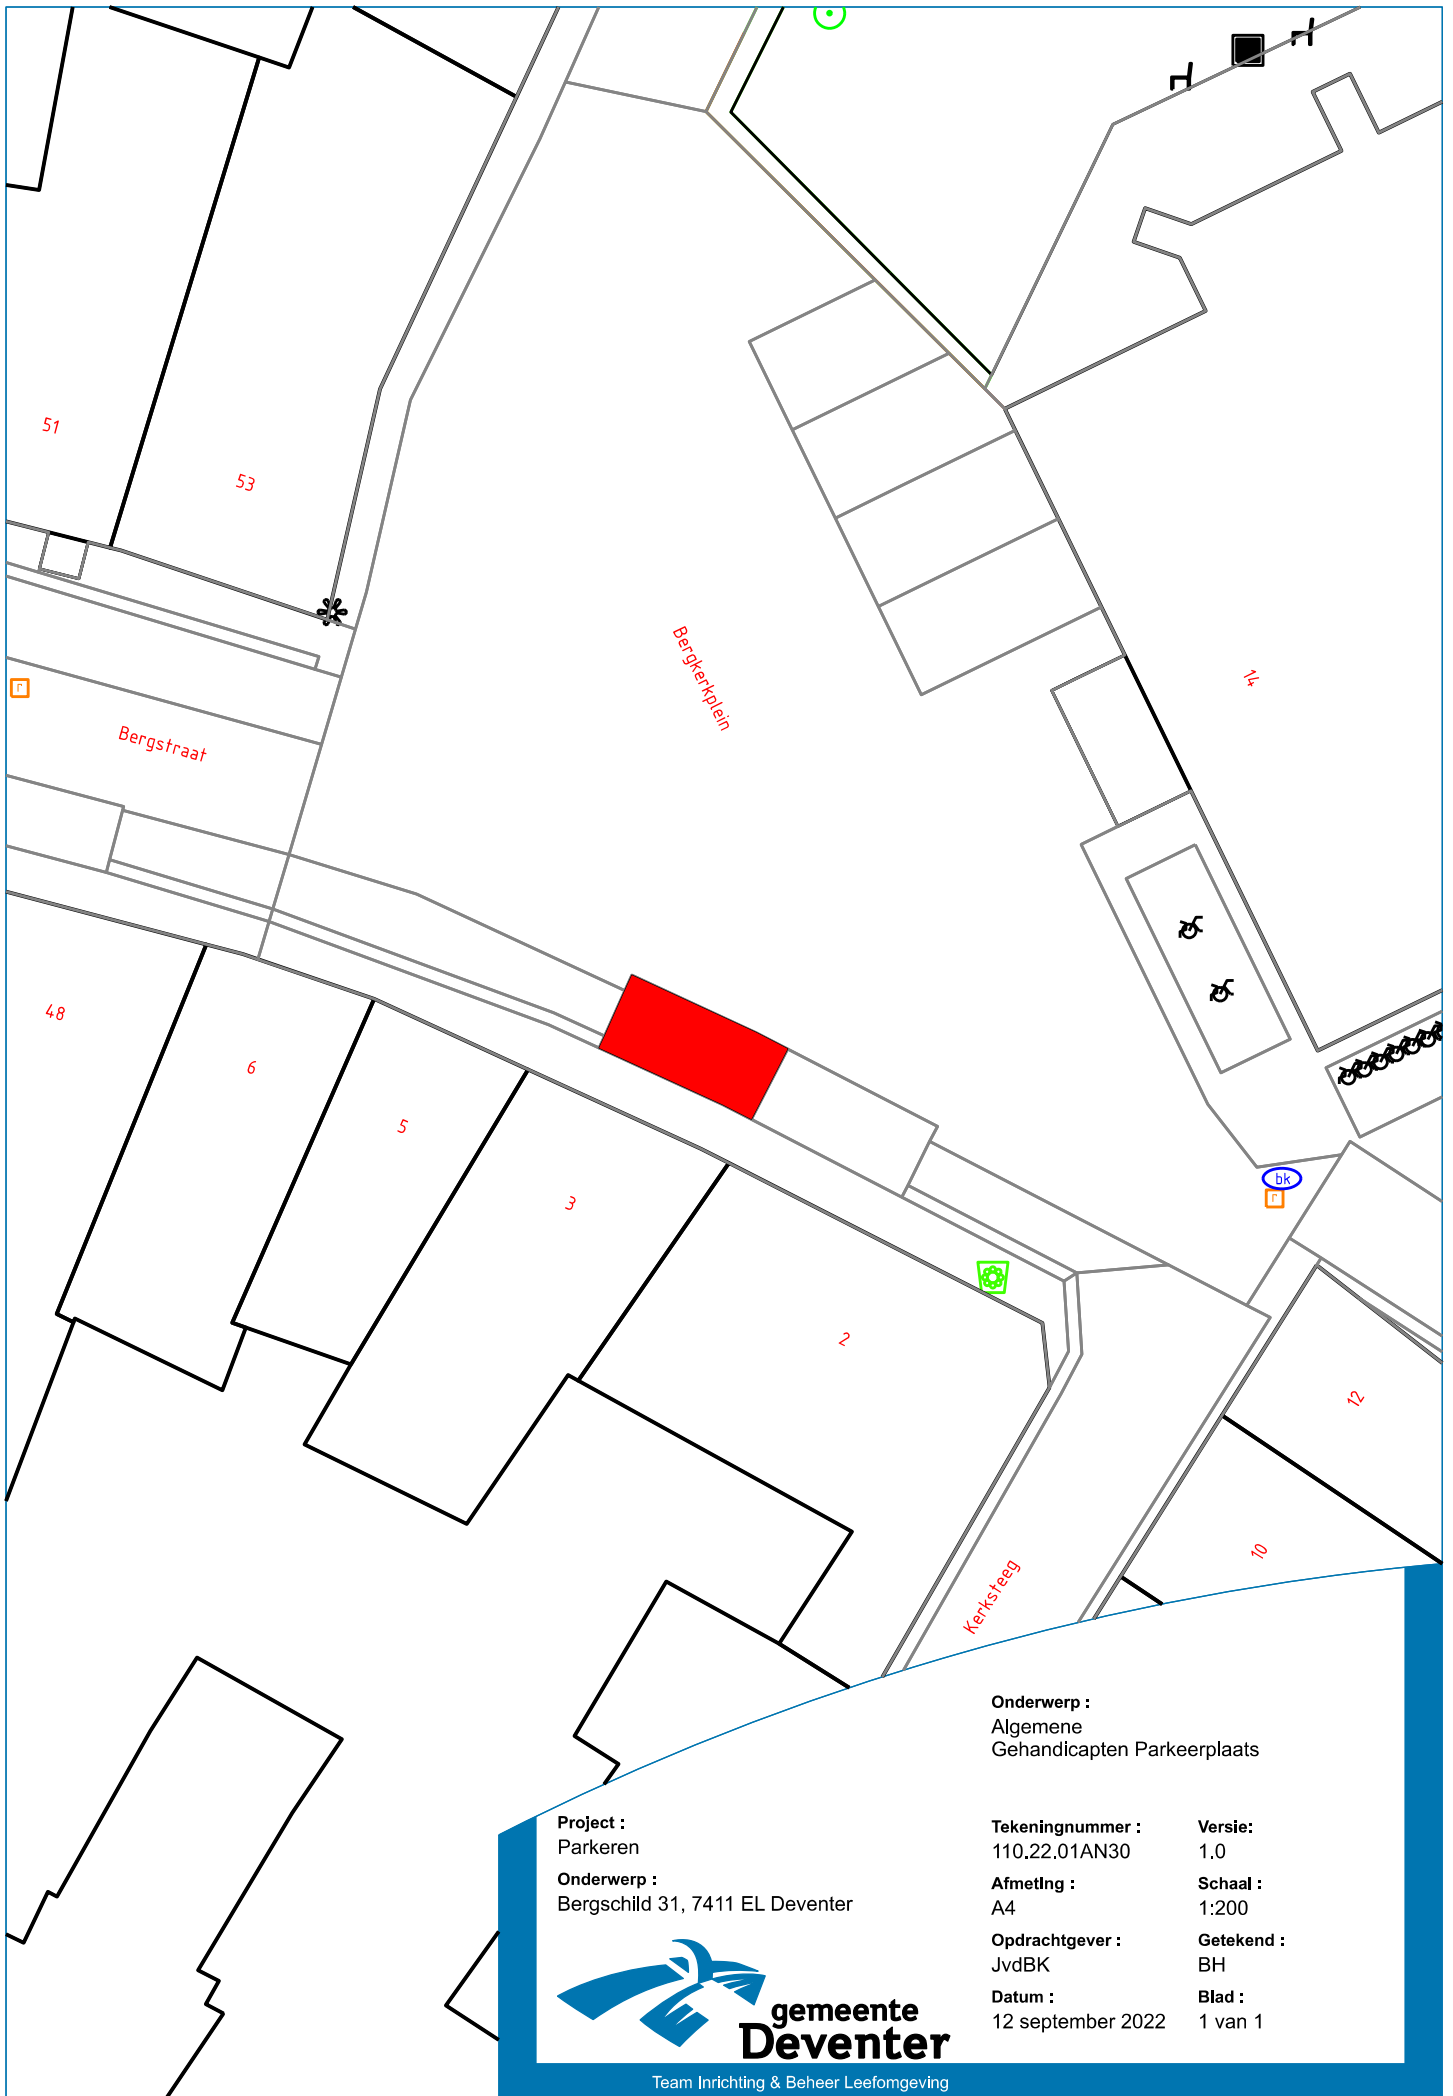 51
53
Bergkerkplein
14
r
Bergstraat
48
6
5
3
bk
r
2
12
10
Kerksteeg
Onderwerp :
Algemene
Gehandicapten Parkeerplaats
Project :
Parkeren
Onderwerp :
Bergschild 31, 7411 EL Deventer
Tekeningnummer :
110.22.01AN30
Versie:
1.0
Afmeting :
A4
Schaal :
1:200
Opdrachtgever :
JvdBK
Getekend :
BH
Datum :
12 september 2022
Blad :
1 van 1
gemeente
Deventer
Team Inrichting & Beheer Leefomgeving